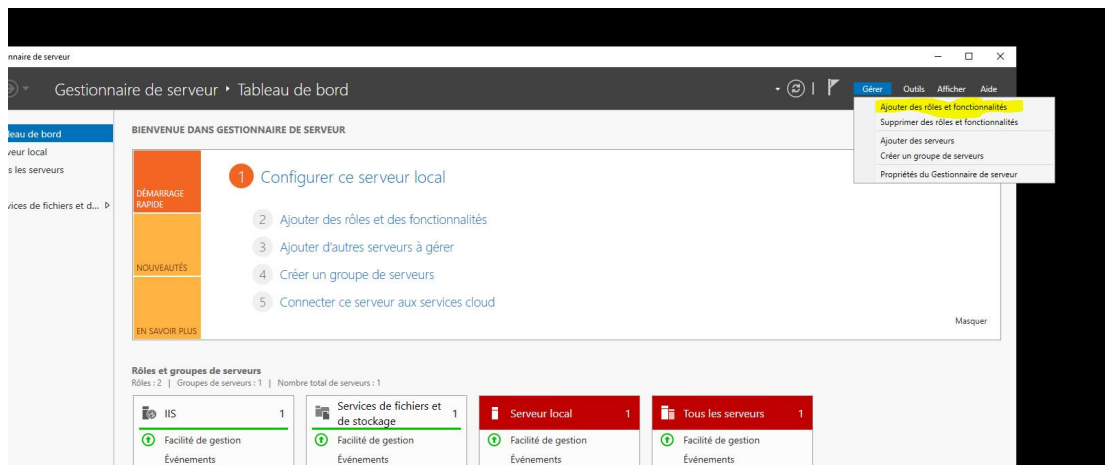 nnaire de serveur
Gestionnaire de serveur ‣ Tableau de bord
Gérer Outils Afficher Aide
Ajouter des rôles et fonctionnalités
Supprimer des rôles et fonctionnalités
Ajouter des serveurs
Créer un groupe de serveurs
Propriétés du Gestionnaire de serveur
leau de bord
veur local
s les serveurs
vices de fichiers et d...
BIENVENUE DANS GESTIONNAIRE DE SERVEUR
DÉMARRAGE
RAPIDE
NOUVEAUTÉS
EN SAVOIR PLUS
1 Configurer ce serveur local
2 Ajouter des rôles et des fonctionnalités
3 Ajouter d'autres serveurs à gérer
4 Créer un groupe de serveurs
5 Connecter ce serveur aux services cloud
Masquer
Rôles et groupes de serveurs
Rôles : 2 | Groupes de serveurs : 1 | Nombre total de serveurs : 1
IIS 1
Facilité de gestion
Événements
Services de fichiers et
de stockage 1
Facilité de gestion
Événements
Serveur local 1
Facilité de gestion
Événements
Tous les serveurs 1
Facilité de gestion
Événements